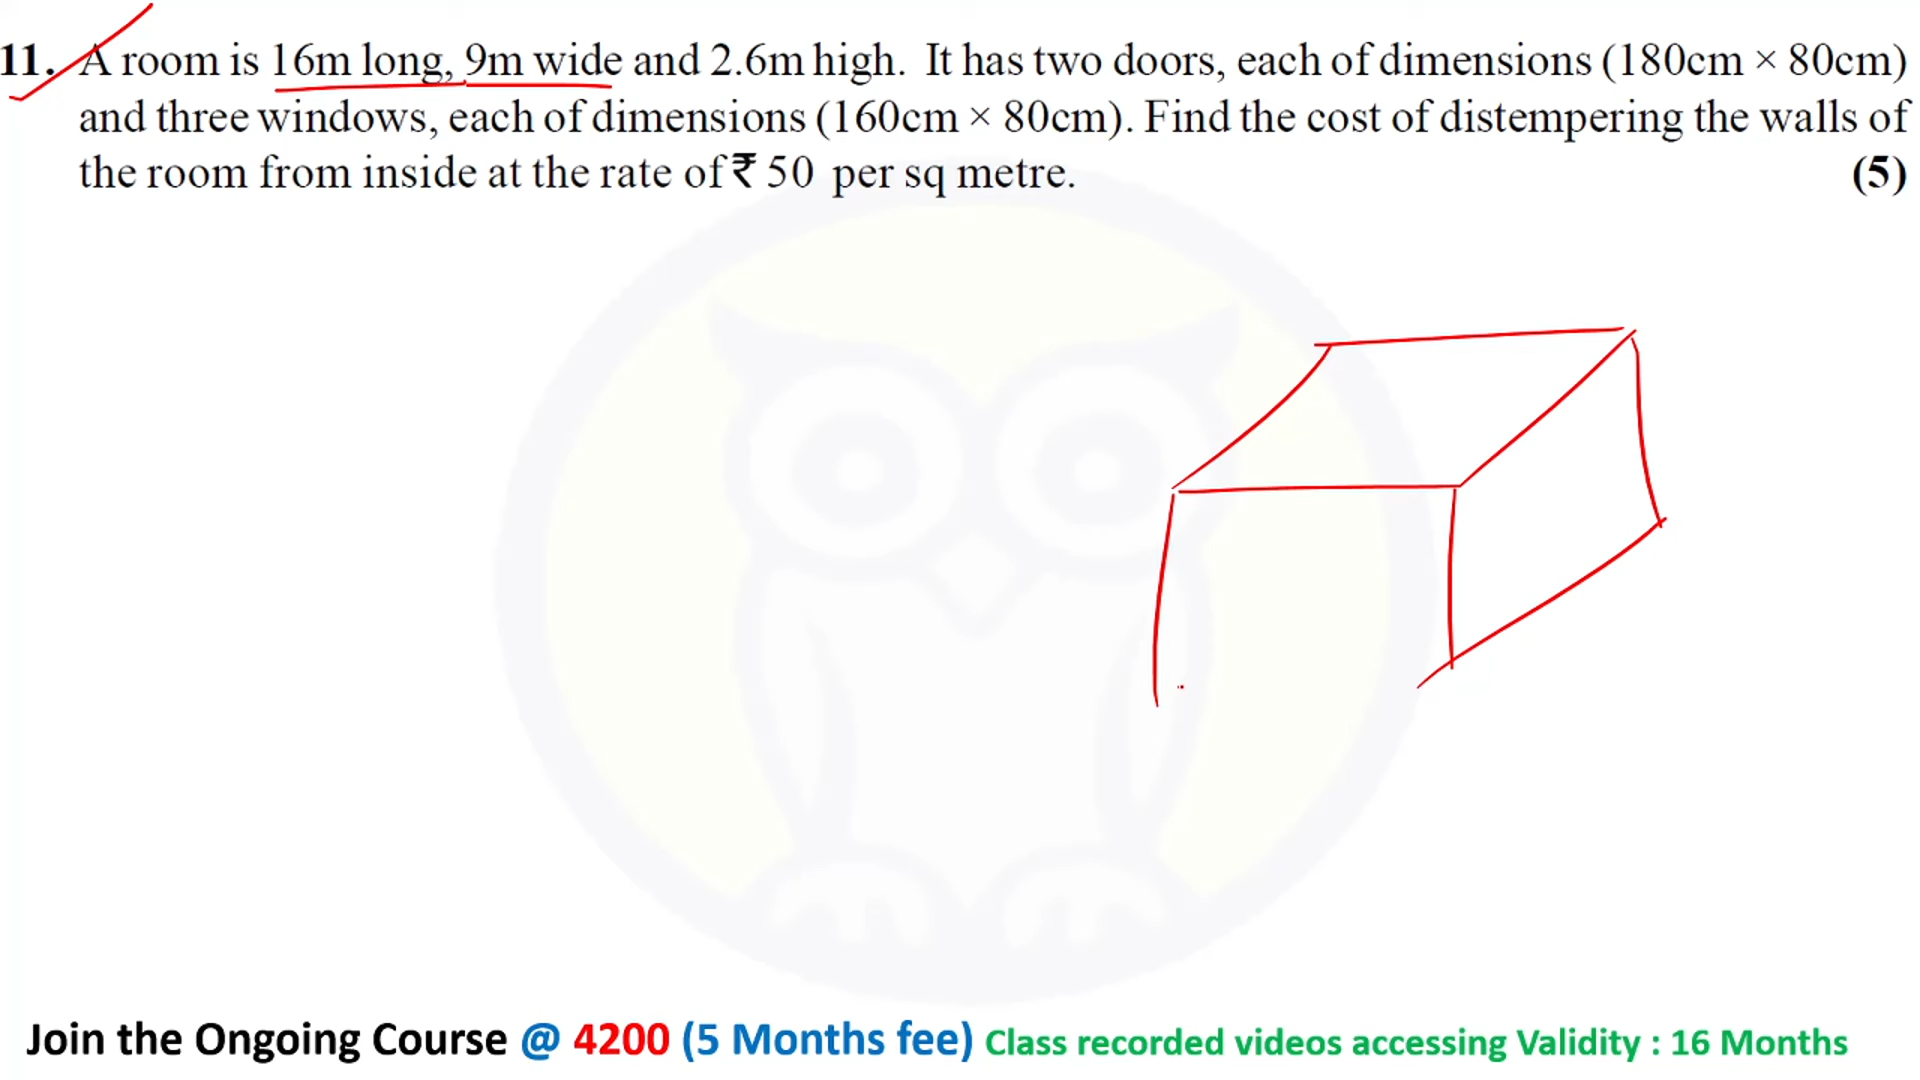 11. A room is 16m long, 9m wide and 2.6m high. It has two doors, each of dimensions (180cm × 80cm)
and three windows, each of dimensions (160cm × 80cm). Find the cost of distempering the walls of
the room from inside at the rate of ₹ 50 per sq metre. (5)
Join the Ongoing Course @ 4200 (5 Months fee) Class recorded videos accessing Validity : 16 Months